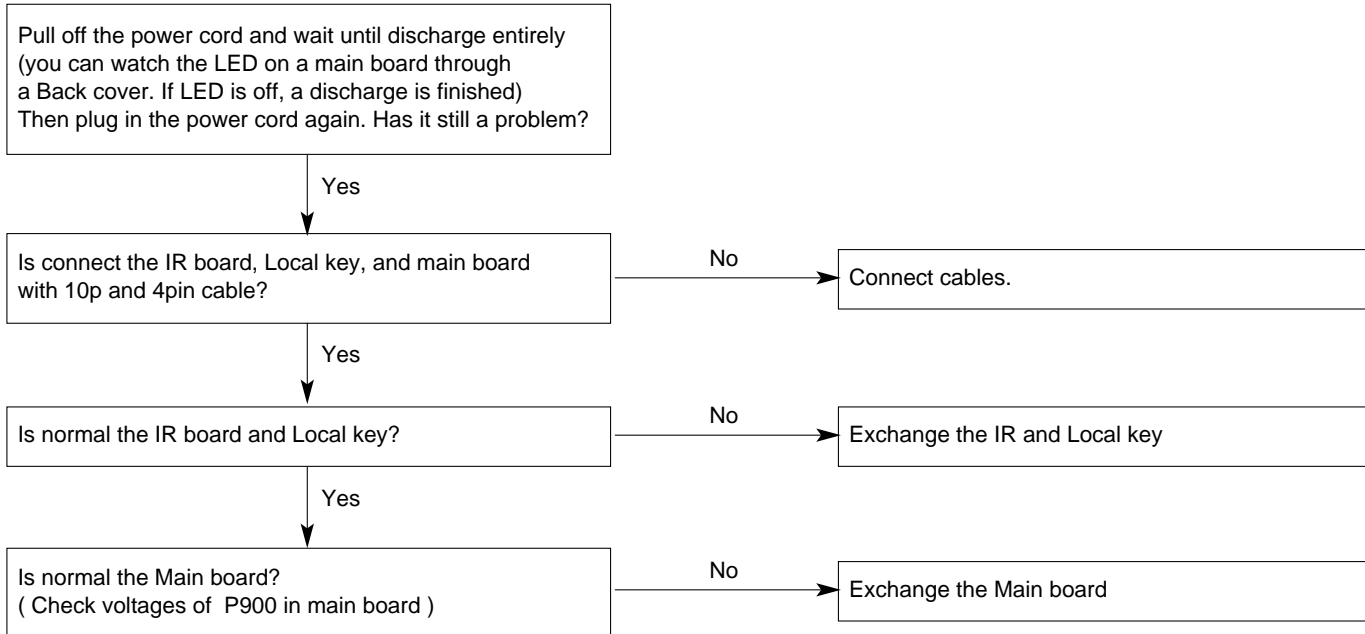 Pull off the power cord and wait until discharge entirely
(you can watch the LED on a main board through
a Back cover. If LED is off, a discharge is finished)
Then plug in the power cord again. Has it still a problem?
Yes
Is connect the IR board, Local key, and main board
with 10p and 4pin cable?
No
Connect cables.
Yes
Is normal the IR board and Local key?
No
Exchange the IR and Local key
Yes
Is normal the Main board?
( Check voltages of P900 in main board )
No
Exchange the Main board